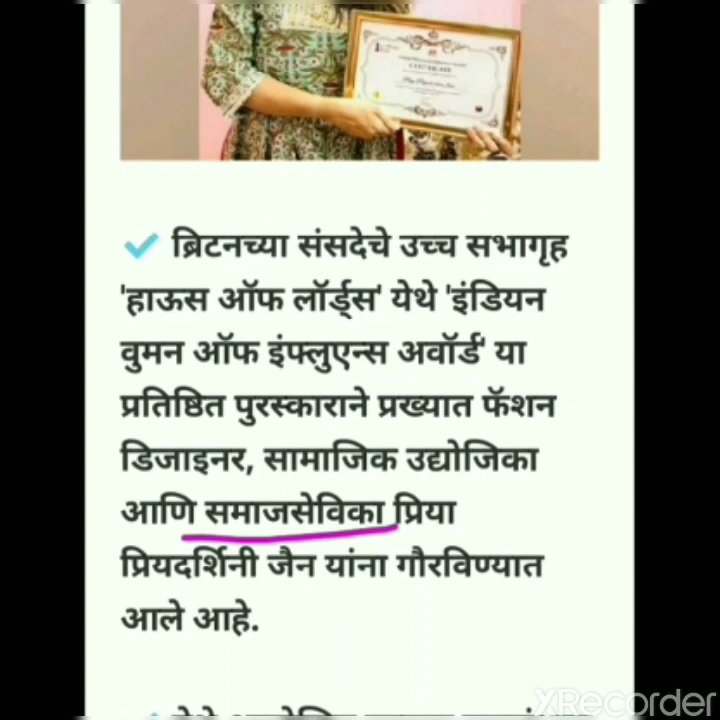 CERTIFICATE
ब्रिटनच्या संसदेचे उच्च सभागृह
'हाऊस ऑफ लॉर्ड्स' येथे 'इंडियन
वुमन ऑफ इंफ्लुएन्स अवॉर्ड' या
प्रतिष्ठित पुरस्काराने प्रख्यात फॅशन
डिजाइनर, सामाजिक उद्योजिका
आणि समाजसेविका प्रिया
प्रियदर्शिनी जैन यांना गौरविण्यात
आले आहे.
XRecorder